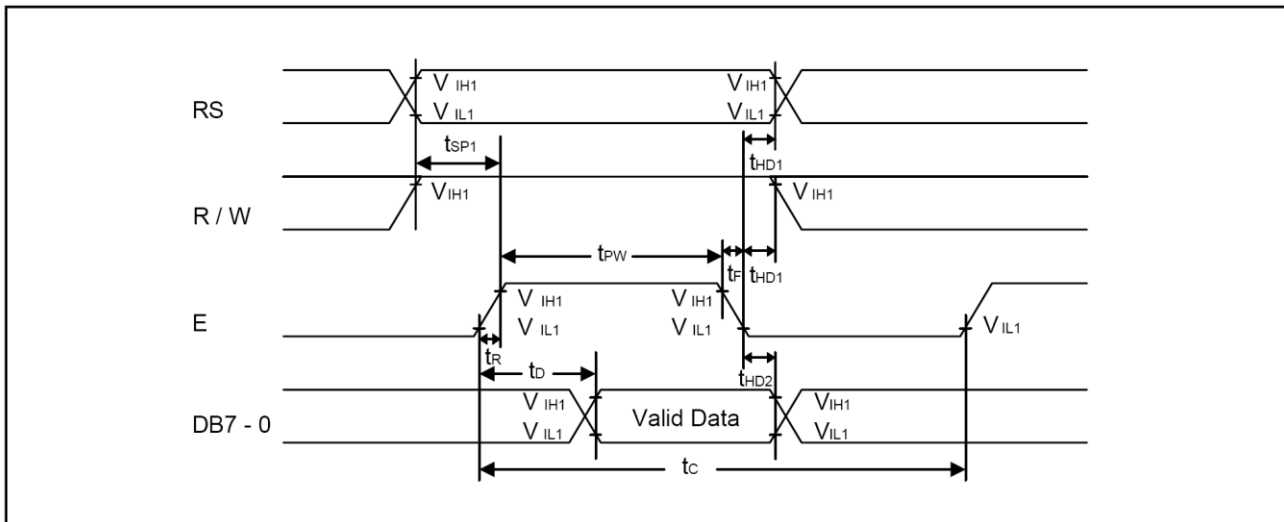 RS
V IH1
V IL1
V IH1
V IL1
tSP1
tHD1
R / W
VIH1
V IH1
tPW
tF
tHD1
E
V IH1
V IL1
V IH1
V IL1
V IL1
tR
tD
tHD2
DB7 - 0
V IH1
V IL1
Valid Data
VIH1
VIL1
tC